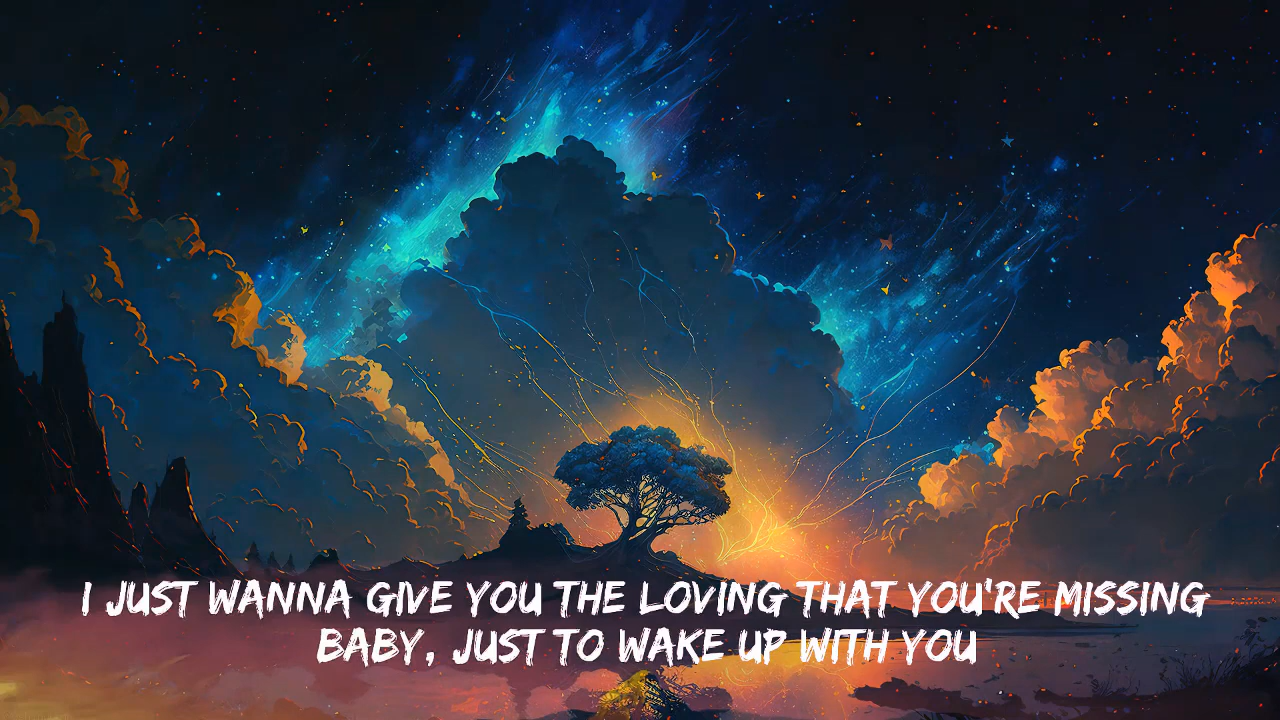 I JUST WANNA GIVE YOU THE LOVING THAT YOU'RE MISSING
BABY, JUST TO WAKE UP WITH YOU